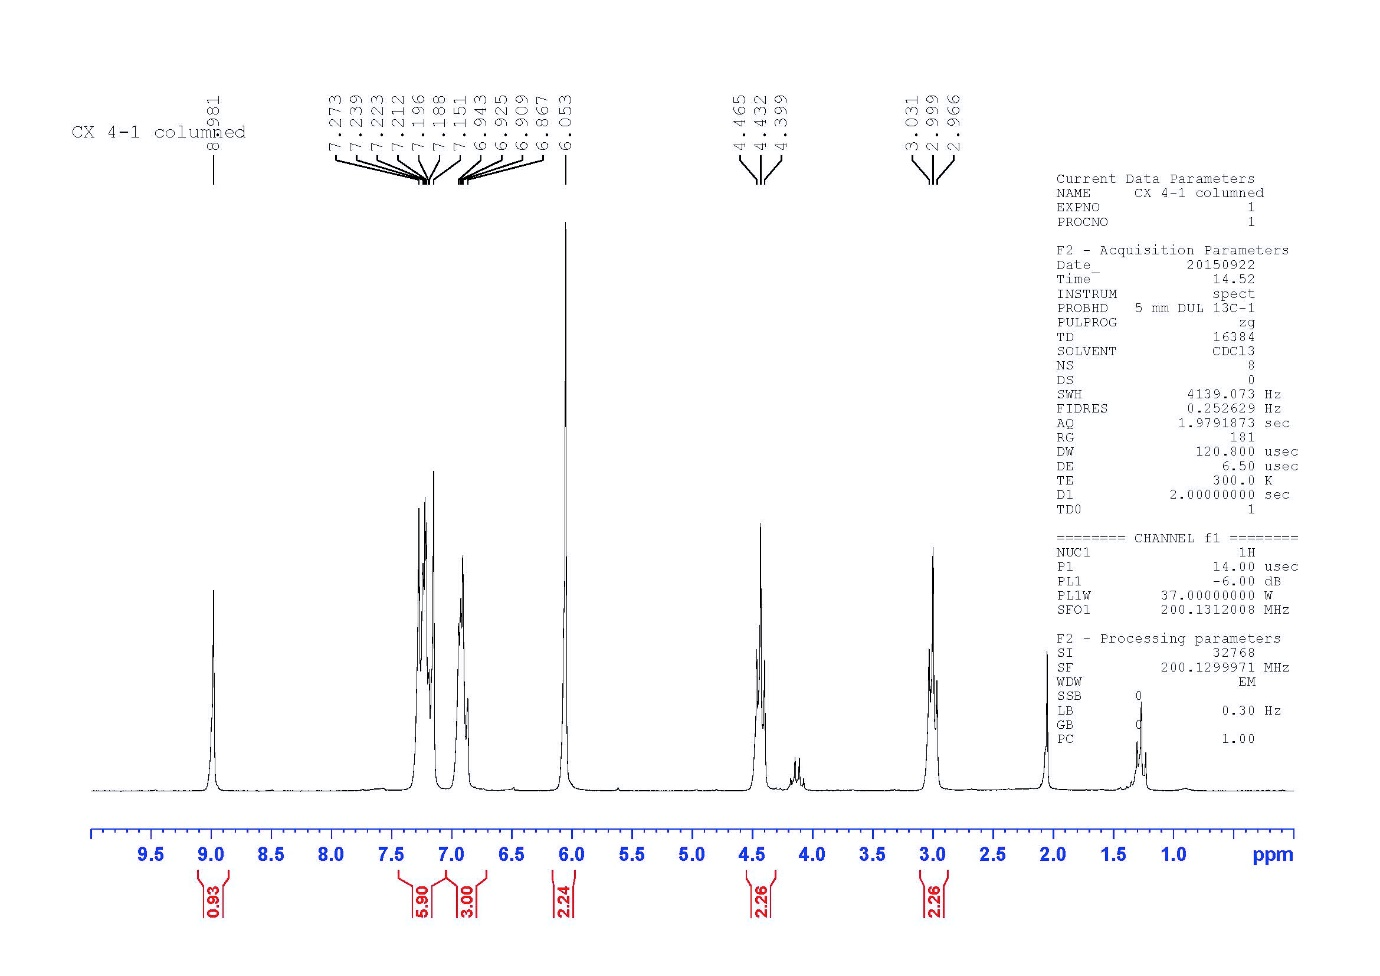 CX 4-1 columned
8.981
7.273
7.239
7.223
7.212
7.196
7.188
7.151
6.943
6.925
6.909
6.867
6.053
4.465
4.432
4.399
3.031
2.999
2.966
Current Data Parameters
NAME CX 4-1 columned
EXPNO 1
PROCNO 1
F2 - Acquisition Parameters
Date_ 20150922
Time 14.52
INSTRUM spect
PROBHD 5 mm DUL 13C-1
PULPROG zg
TD 16384
SOLVENT CDCl3
NS 8
DS 0
SWH 4139.073 Hz
FIDRES 0.252629 Hz
AQ 1.9791873 sec
RG 181
DW 120.800 usec
DE 6.50 usec
TE 300.0 K
D1 2.00000000 sec
TD0 1
======== CHANNEL f1 ========
NUC1 1H
P1 14.00 usec
PL1 -6.00 dB
PL1W 37.00000000 W
SFO1 200.1312008 MHz
F2 - Processing parameters
SI 32768
SF 200.1299971 MHz
WDW EM
SSB 0
LB 0.30 Hz
GB 0
PC 1.00
9.5 9.0 8.5 8.0 7.5 7.0 6.5 6.0 5.5 5.0 4.5 4.0 3.5 3.0 2.5 2.0 1.5 1.0 ppm
0.93 5.90 3.00 2.24 2.26 2.26